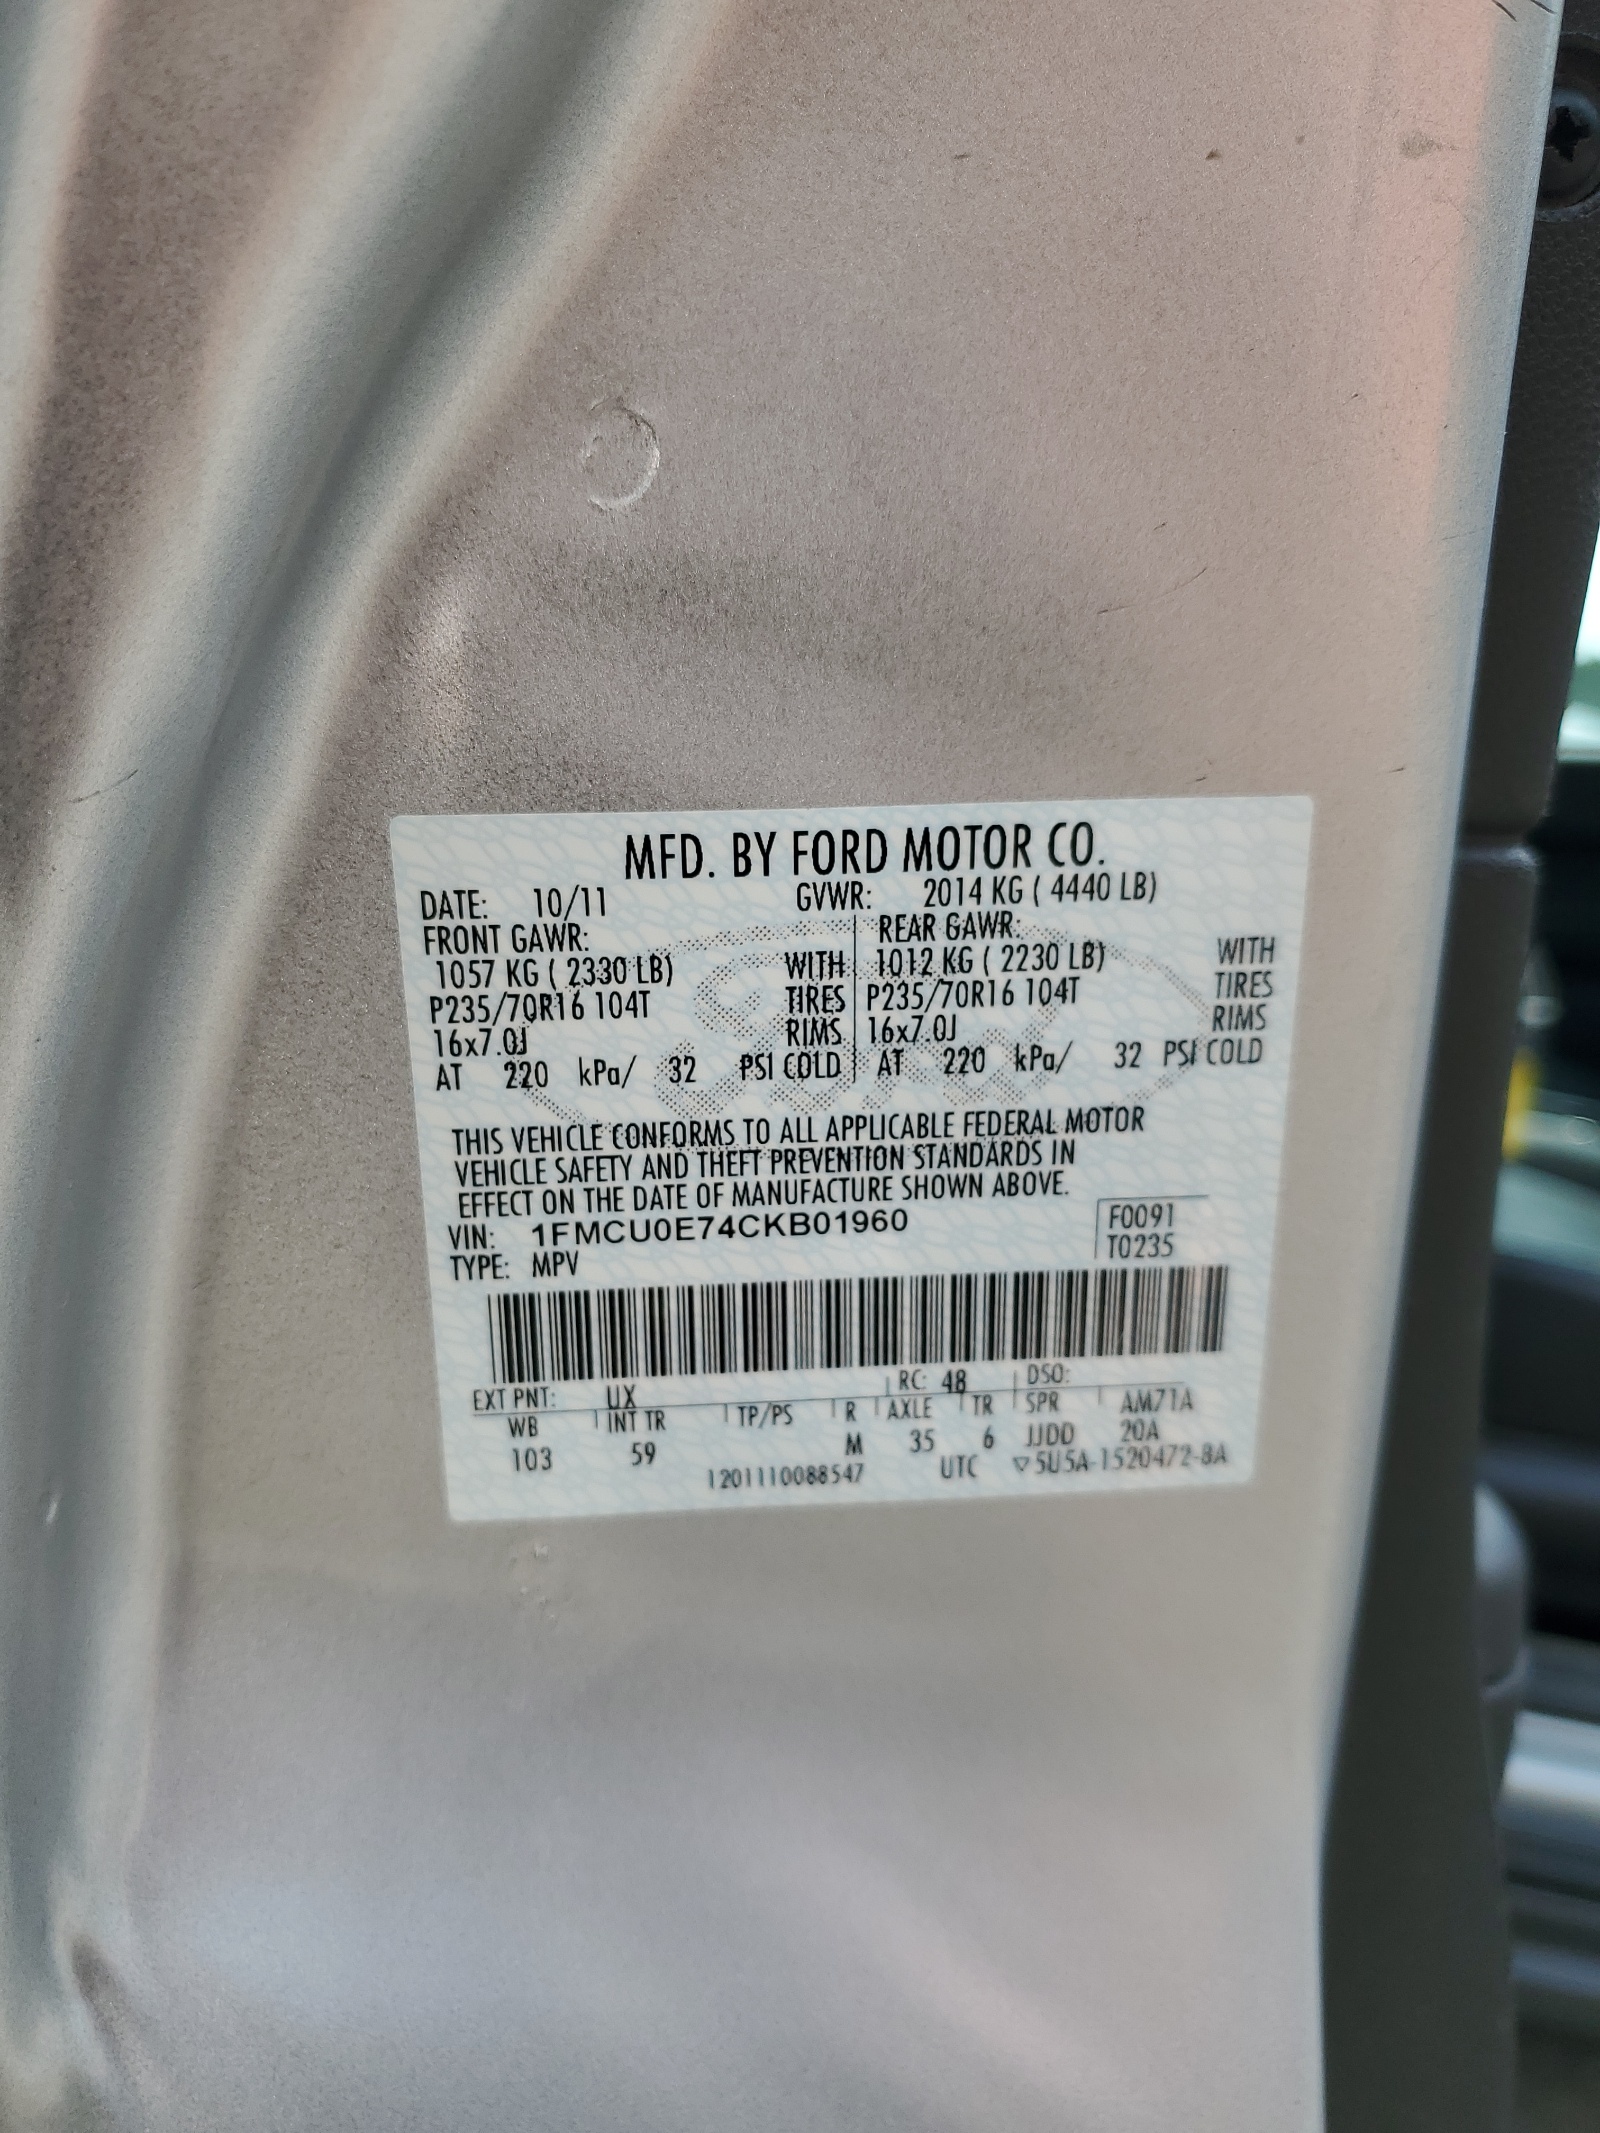 MFD. BY FORD MOTOR CO.
DATE: 10/11 GVWR: 2014 KG ( 4440 LB)
FRONT GAWR: REAR GAWR:
1057 KG ( 2330 LB) WITH 1012 KG ( 2230 LB) WITH
P235/70R16 104T TIRES P235/70R16 104T TIRES
16x7.0J RIMS 16x7.0J RIMS
AT 220 kPa/ 32 PSI COLD AT 220 kPa/ 32 PSI COLD
THIS VEHICLE CONFORMS TO ALL APPLICABLE FEDERAL MOTOR
VEHICLE SAFETY AND THEFT PREVENTION STANDARDS IN
EFFECT ON THE DATE OF MANUFACTURE SHOWN ABOVE.
VIN: 1FMCU0E74CKB01960 F0091
TYPE: MPV T0235
EXT PNT: UX RC: 48 DSO:
WB INT TR TP/PS R AXLE TR SPR AM71A
103 59 M 35 6 JJDD 20A
1201110088547 UTC ▽5U5A-1520472-BA